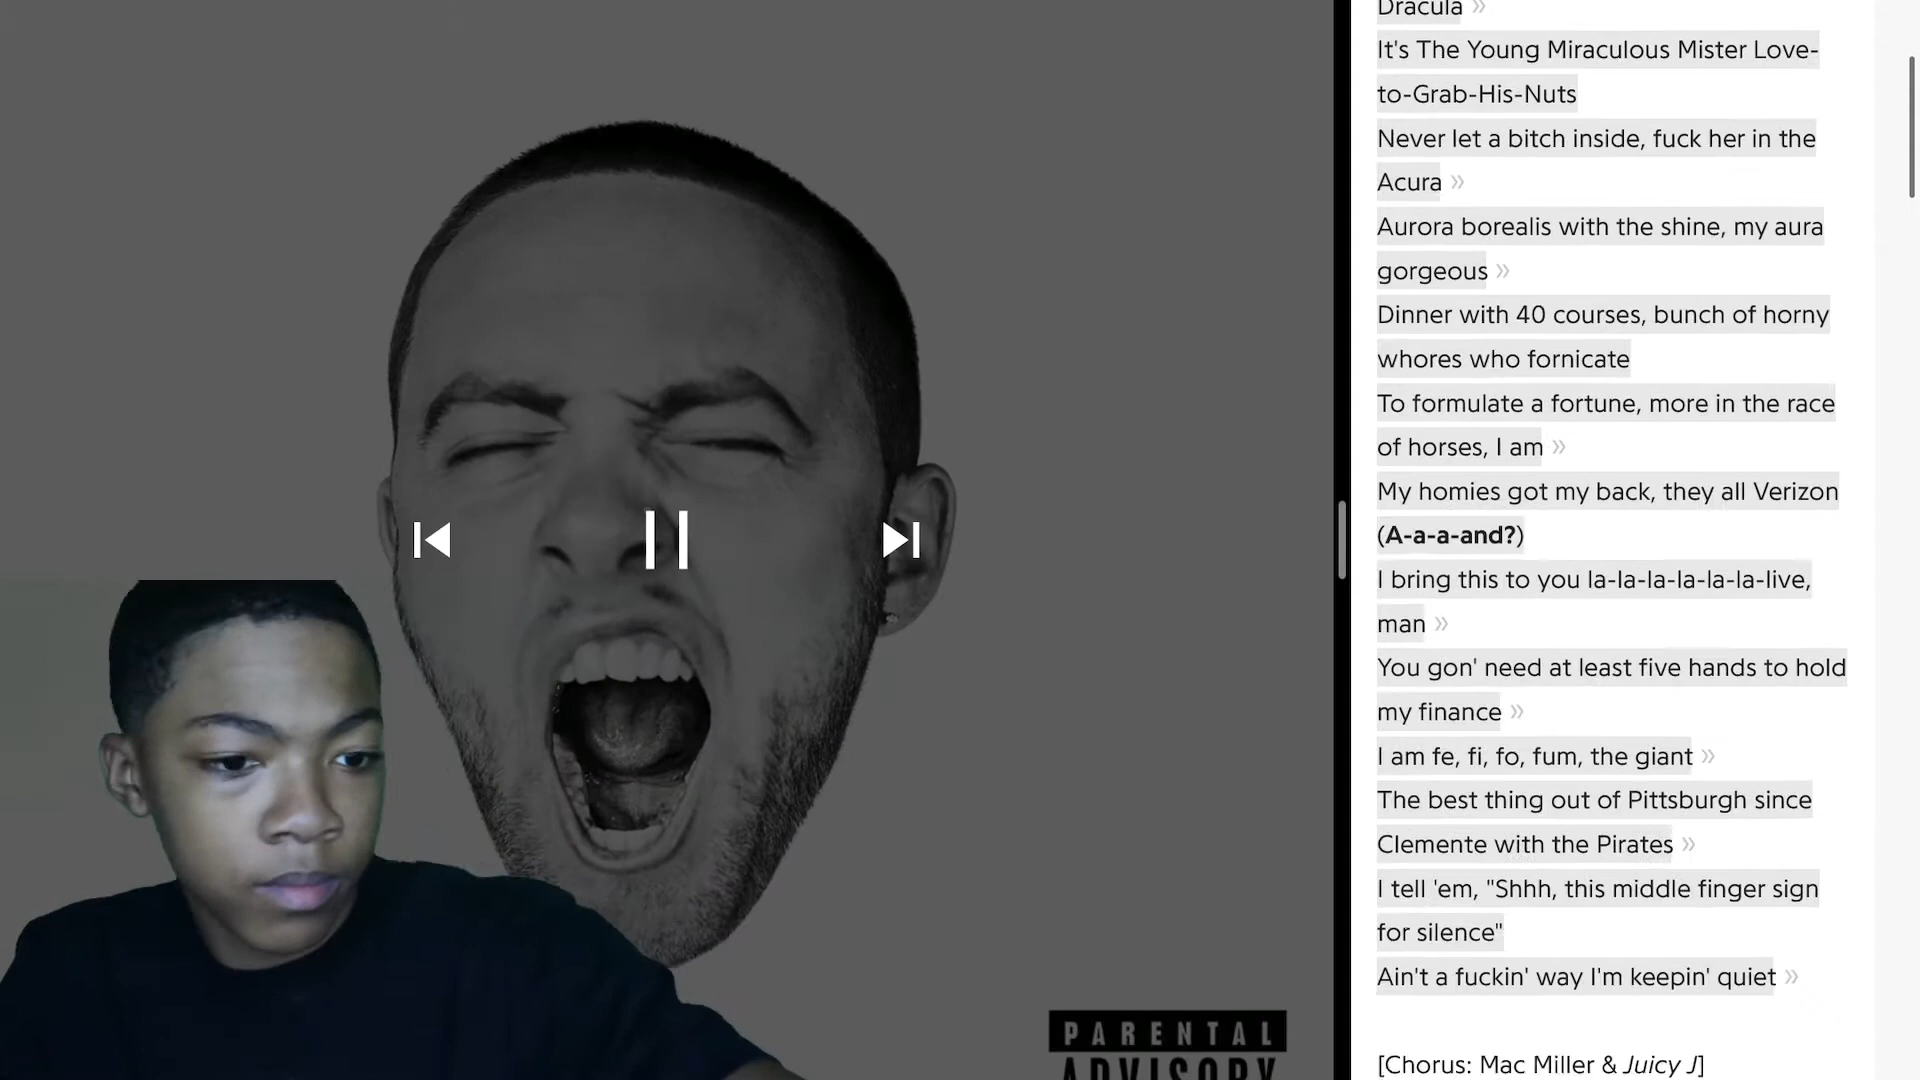 Dracula »
It's The Young Miraculous Mister Love-
to-Grab-His-Nuts
Never let a bitch inside, fuck her in the
Acura »
Aurora borealis with the shine, my aura
gorgeous »
Dinner with 40 courses, bunch of horny
whores who fornicate
To formulate a fortune, more in the race
of horses, I am »
My homies got my back, they all Verizon
(A-a-a-and?)
I bring this to you la-la-la-la-la-la-live,
man »
You gon' need at least five hands to hold
my finance »
I am fe, fi, fo, fum, the giant »
The best thing out of Pittsburgh since
Clemente with the Pirates »
I tell 'em, "Shhh, this middle finger sign
for silence"
Ain't a fuckin' way I'm keepin' quiet »
[Chorus: Mac Miller & Juicy J]
PARENTAL
ADVISORY